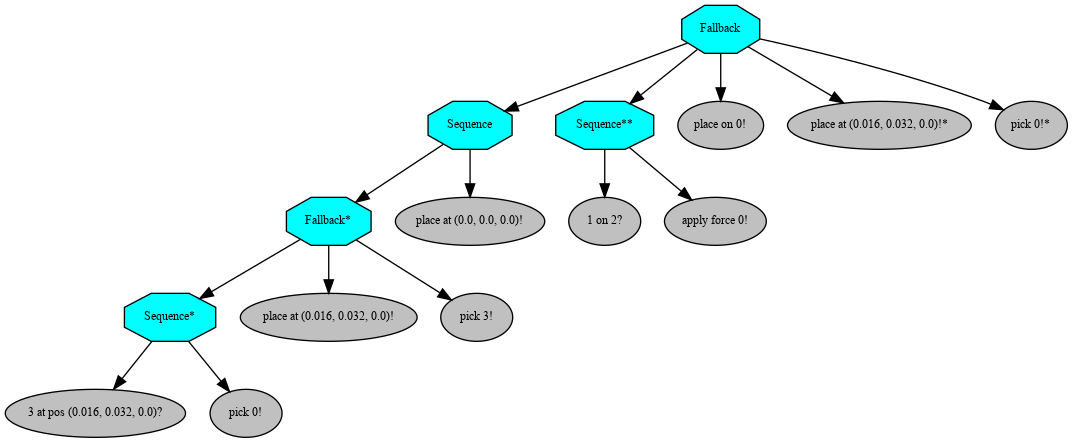 Fallback
Sequence
Sequence**
place on 0!
place at (0.016, 0.032, 0.0)!*
pick 0!*
Fallback*
place at (0.0, 0.0, 0.0)!
1 on 2?
apply force 0!
Sequence*
place at (0.016, 0.032, 0.0)!
pick 3!
3 at pos (0.016, 0.032, 0.0)?
pick 0!